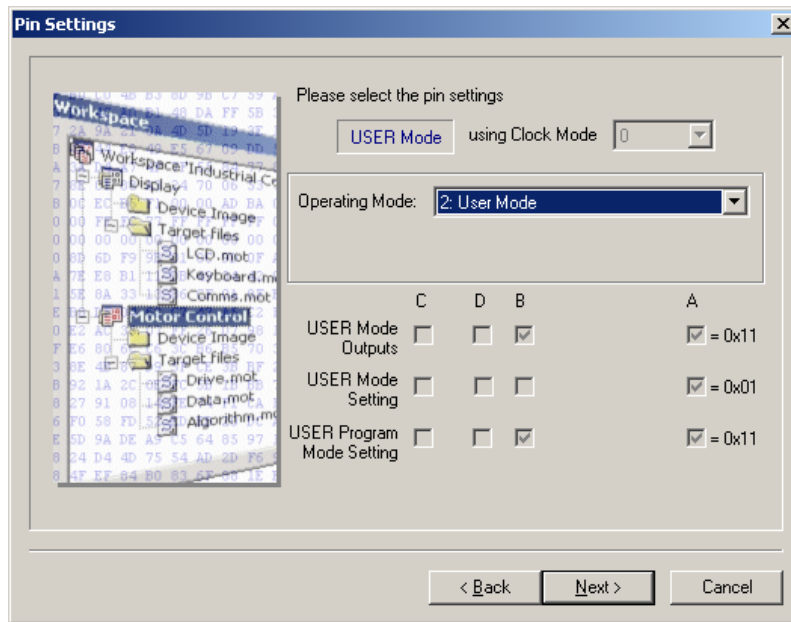 Pin Settings
Please select the pin settings
USER Mode using Clock Mode 0
Operating Mode: 2: User Mode
Workspace
Workspace "Industrial Co
Display
Device Image
Target files
LCD.mot
Keyboard.m
Comms.mot
Motor Control
Device Image
Target files
Drive.mot
Data.mot
Algorithm.mo
C D B A
USER Mode
Outputs = 0x11
USER Mode
Setting = 0x01
USER Program
Mode Setting = 0x11
< Back Next > Cancel